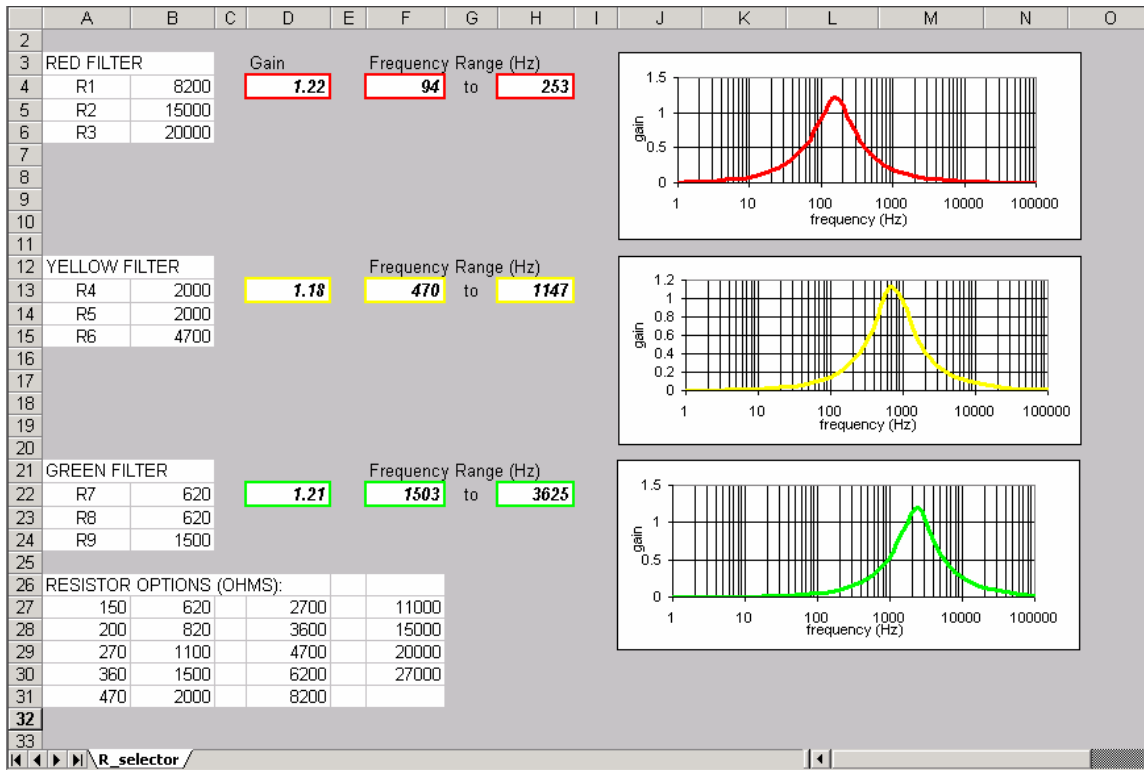 A B C D E F G H I J K L M N O
2
3 RED FILTER Gain Frequency Range (Hz)
4 R1 8200 1.22 94 to 253
5 R2 15000
6 R3 20000
7
8
9
10
11
1.5
1
0.5
0
gain
1 10 100 1000 10000 100000
frequency (Hz)
12 YELLOW FILTER Frequency Range (Hz)
13 R4 2000 1.18 470 to 1147
14 R5 2000
15 R6 4700
16
17
18
19
20
1.2
1
0.8
0.6
0.4
0.2
0
gain
1 10 100 1000 10000 100000
frequency (Hz)
21 GREEN FILTER Frequency Range (Hz)
22 R7 620 1.21 1503 to 3625
23 R8 620
24 R9 1500
25
26 RESISTOR OPTIONS (OHMS):
27 150 620 2700 11000
28 200 820 3600 15000
29 270 1100 4700 20000
30 360 1500 6200 27000
31 470 2000 8200
32
33
1.5
1
0.5
0
gain
1 10 100 1000 10000 100000
frequency (Hz)
R_selector